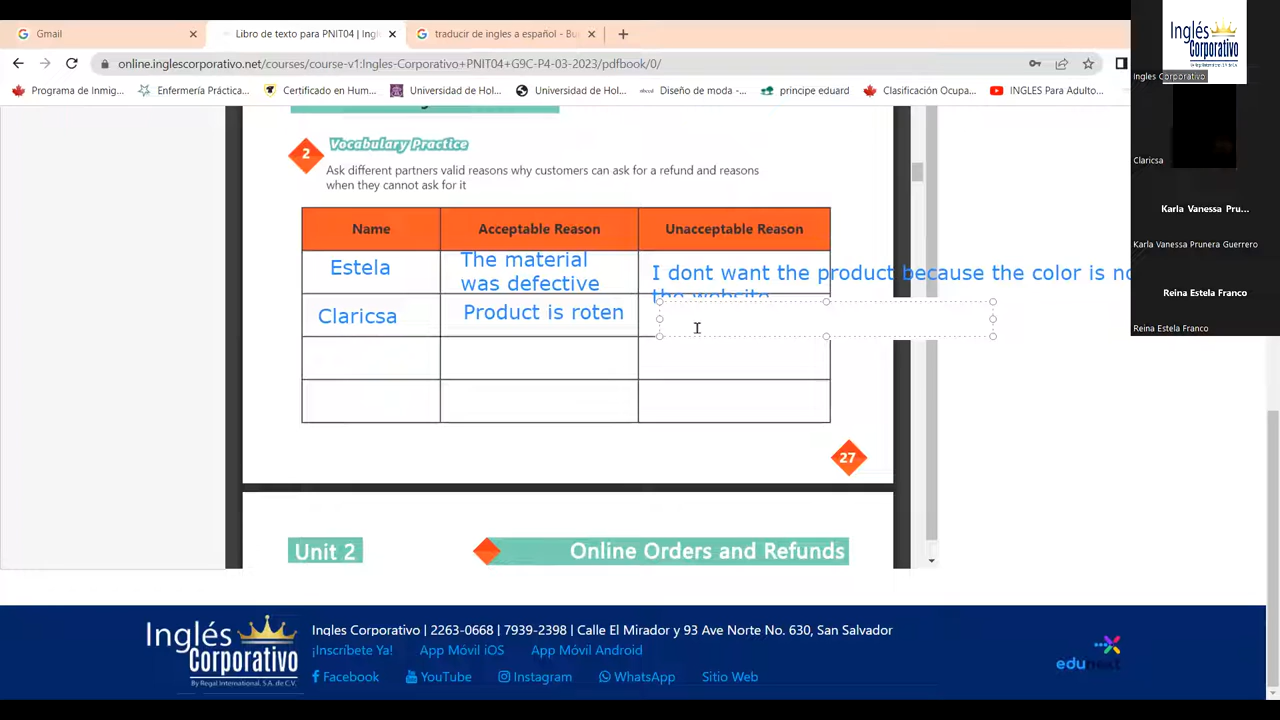 Gmail
Libro de texto para PNIT04 | Ingl
traducir de ingles a español - Bu
online.inglescorporativo.net/courses/course-v1:Ingles-Corporativo+PNIT04+G9C-P4-03-2023/pdfbook/0/
Programa de Inmig...
Enfermería Práctica...
Certificado en Hum...
Universidad de Hol...
Universidad de Hol...
Diseño de moda -...
principe eduard
Clasificación Ocupa...
INGLES Para Adulto...
Inglés
Corporativo
Ingles Corporativo
Claricsa
Karla Vanessa Pru...
Karla Vanessa Prunera Guerrero
Reina Estela Franco
Reina Estela Franco
2
Vocabulary Practice
Ask different partners valid reasons why customers can ask for a refund and reasons
when they cannot ask for it
Name Acceptable Reason Unacceptable Reason
Estela
The material
was defective
I dont want the product because the color is no
the website
Claricsa
Product is roten
27
Unit 2
Online Orders and Refunds
Inglés
Corporativo
By Regal International, S.A. de C.V.
Ingles Corporativo | 2263-0668 | 7939-2398 | Calle El Mirador y 93 Ave Norte No. 630, San Salvador
¡Inscríbete Ya! App Móvil iOS App Móvil Android
Facebook YouTube Instagram WhatsApp Sitio Web